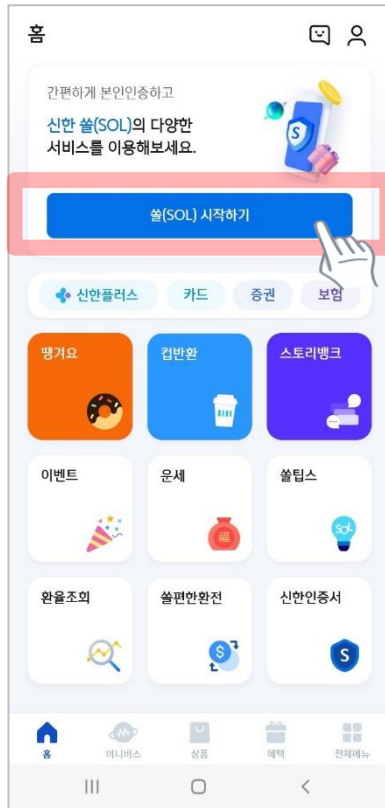 홈
간편하게 본인인증하고
신한 쏠(SOL)의 다양한
서비스를 이용해보세요.
쏠(SOL) 시작하기
신한플러스 카드 증권 보험
땡겨요 컵반환 스토리뱅크
이벤트 운세 쏠팁스
환율조회 쏠편한환전 신한인증서
홈 머니버스 상품 혜택 전체메뉴